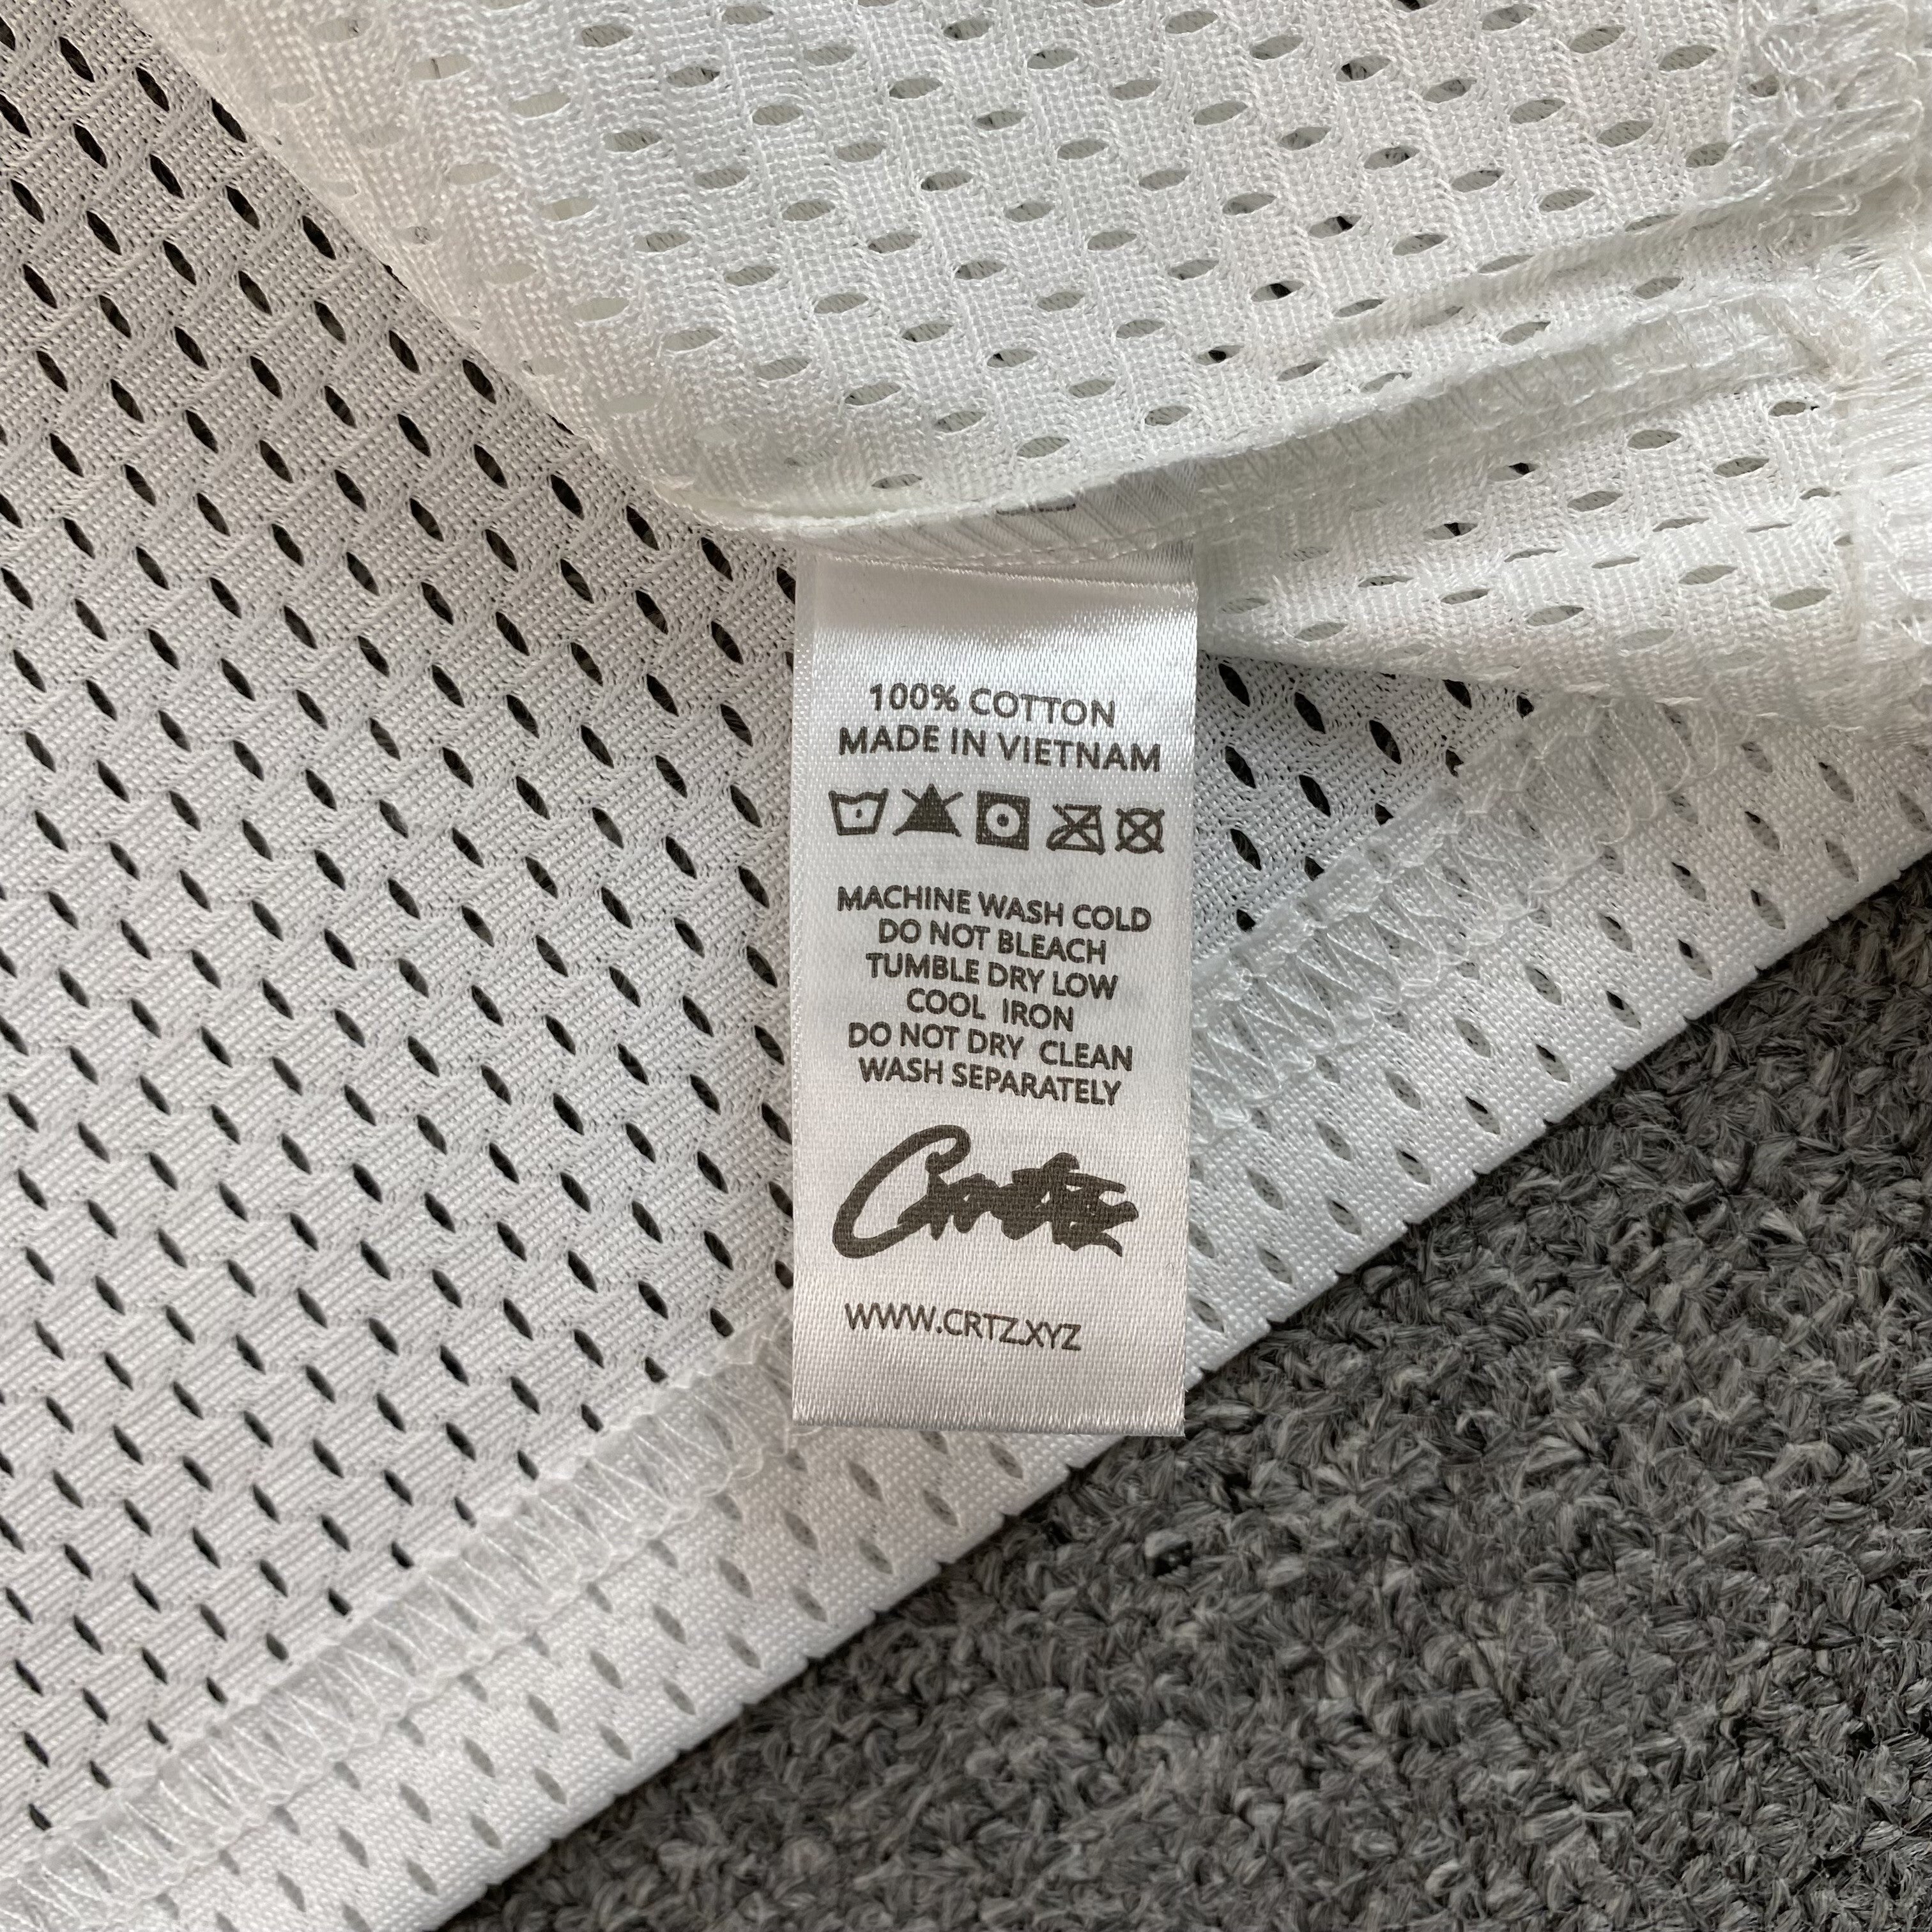 100% COTTON
MADE IN VIETNAM
MACHINE WASH COLD
DO NOT BLEACH
TUMBLE DRY LOW
COOL IRON
DO NOT DRY CLEAN
WASH SEPARATELY
WWW.CRTZ.XYZ